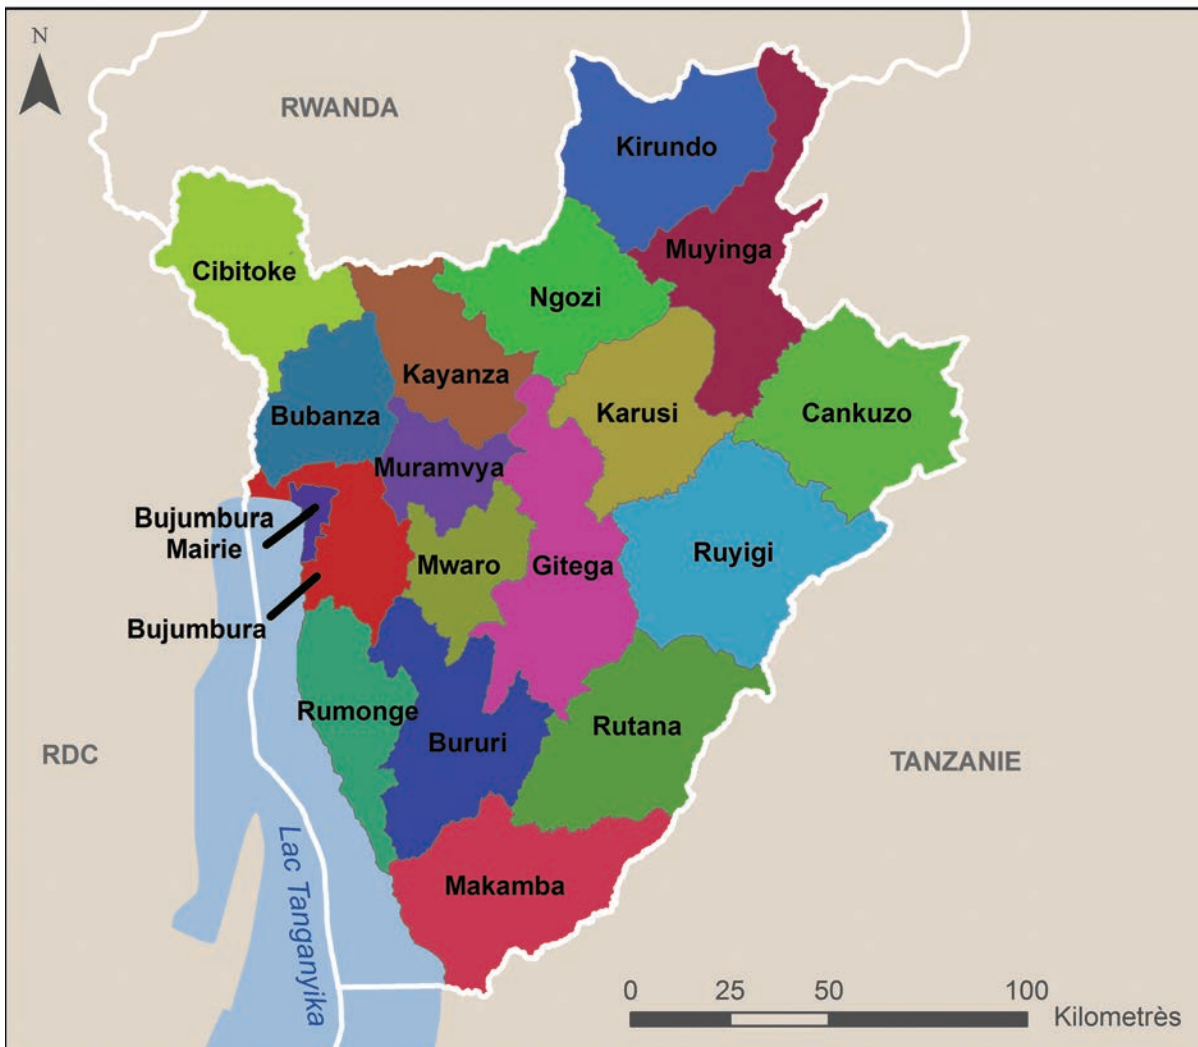 N
RWANDA
Kirundo
Muyinga
Cibitoke
Ngozi
Kayanza
Bubanza
Karusi
Cankuzo
Muramvya
Bujumbura
Mairie
Mwaro
Gitega
Ruyigi
Bujumbura
Rumonge
Bururi
Rutana
RDC
TANZANIE
Lac Tanganyika
Makamba
0 25 50 100
Kilometrès